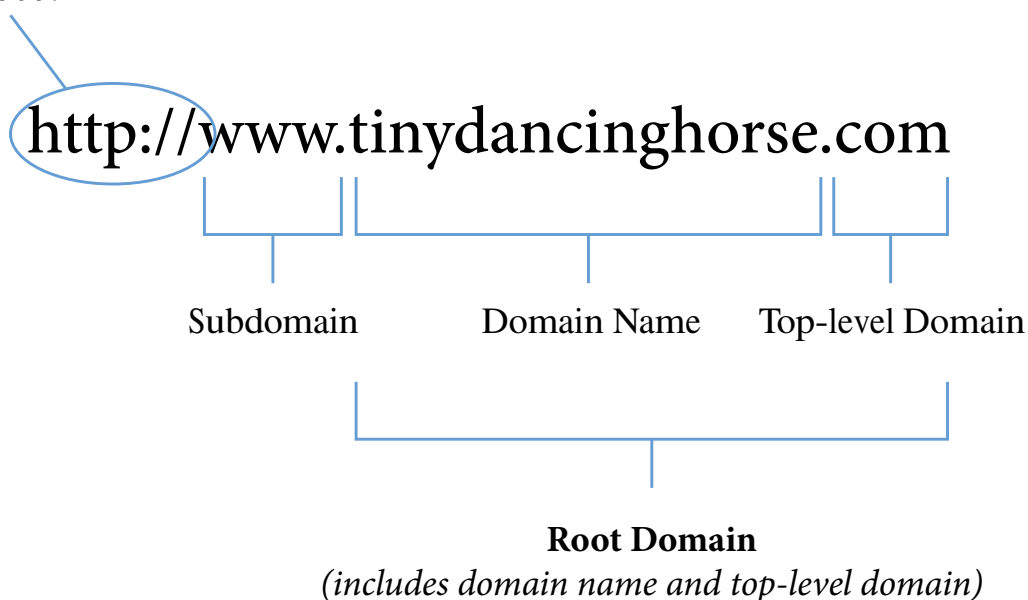 http://www.tinydancinghorse.com
Subdomain Domain Name Top-level Domain
Root Domain
(includes domain name and top-level domain)